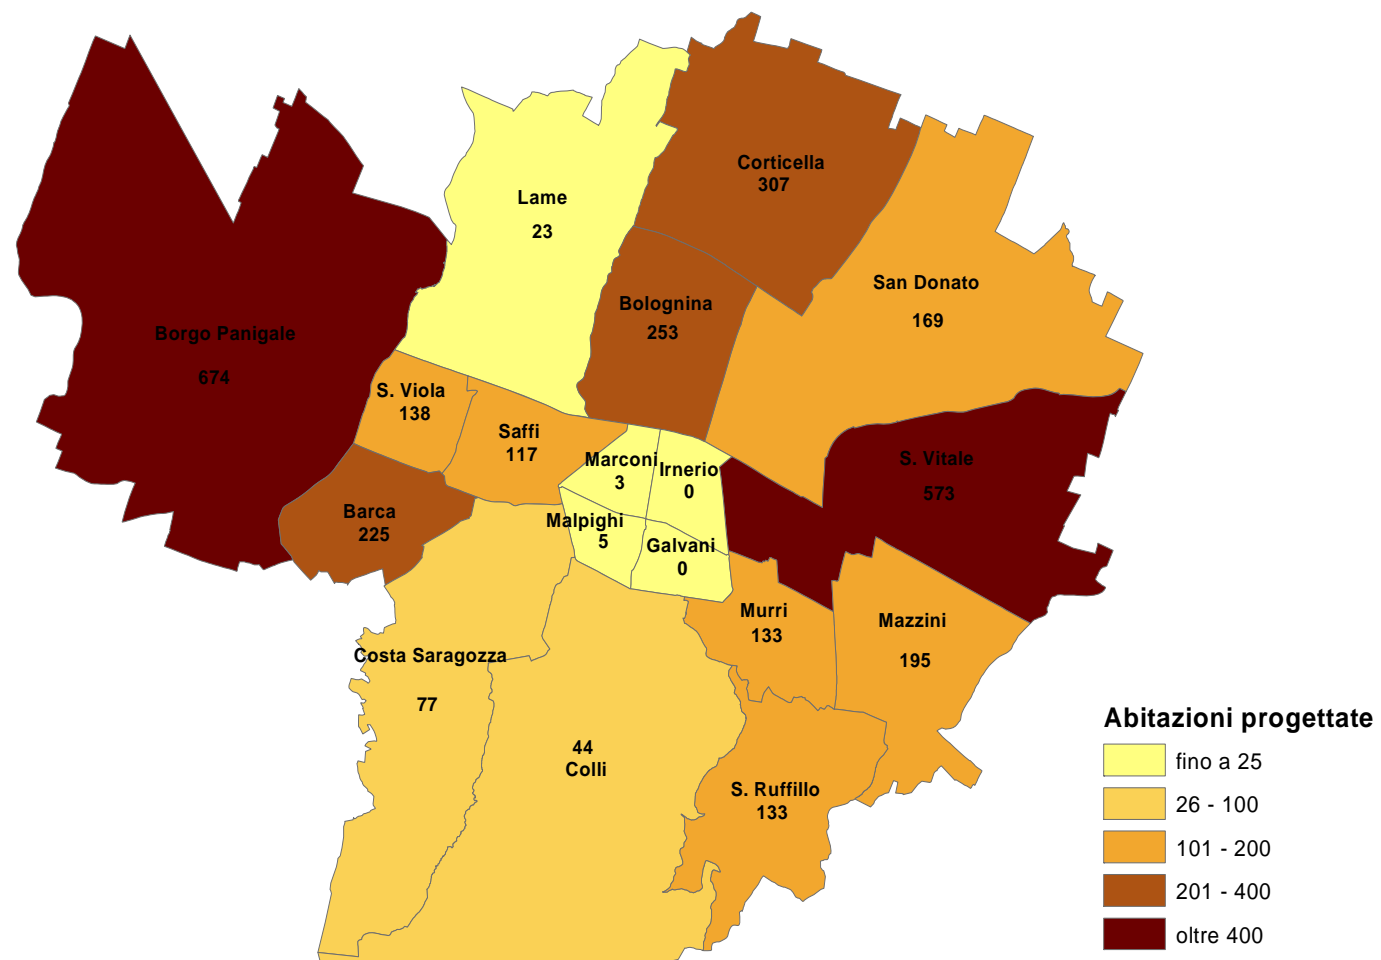 Corticella
307
Lame
23
San Donato
169
Bolognina
253
Borgo Panigale
674
S. Viola
138
Saffi
117
Marconi
3
Irnerio
0
S. Vitale
573
Barca
225
Malpighi
5
Galvani
0
Murri
133
Mazzini
195
Costa Saragozza
77
44
Colli
S. Ruffillo
133
Abitazioni progettate
fino a 25
26 - 100
101 - 200
201 - 400
oltre 400